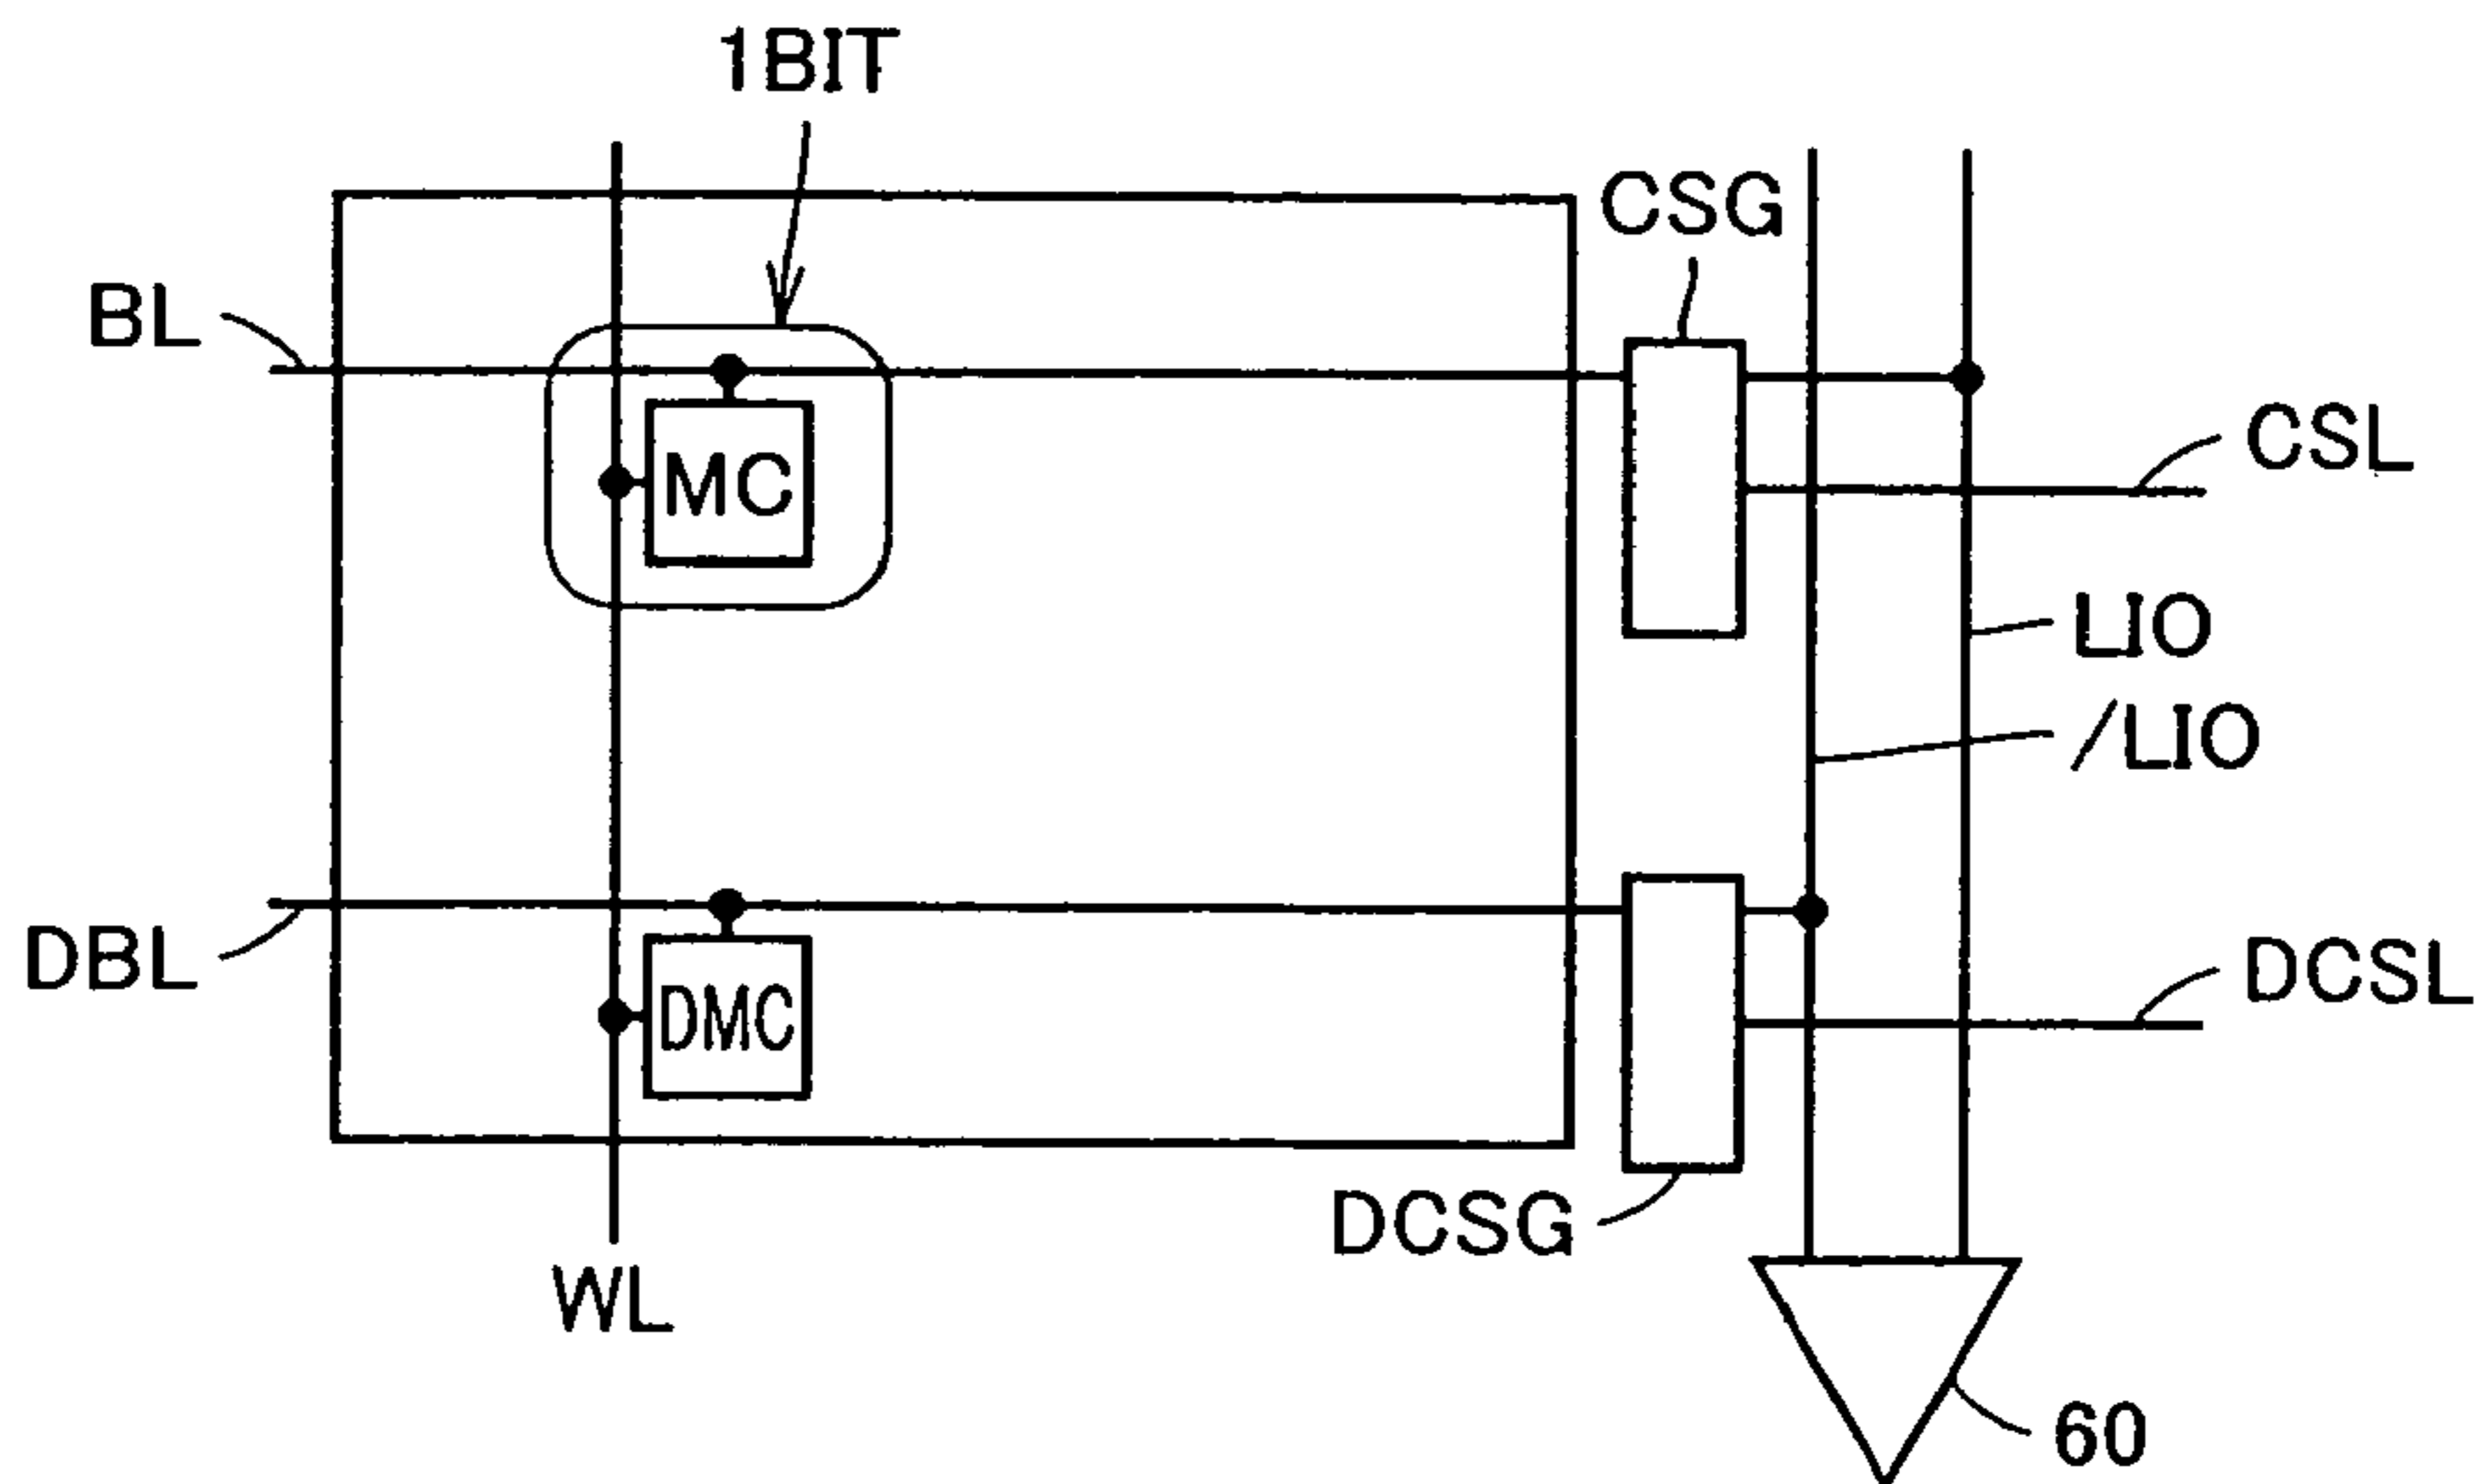 1BIT
CSG
BL
CSL
MC
LIO
/LIO
DBL
DCSL
DMC
DCSG
WL
60